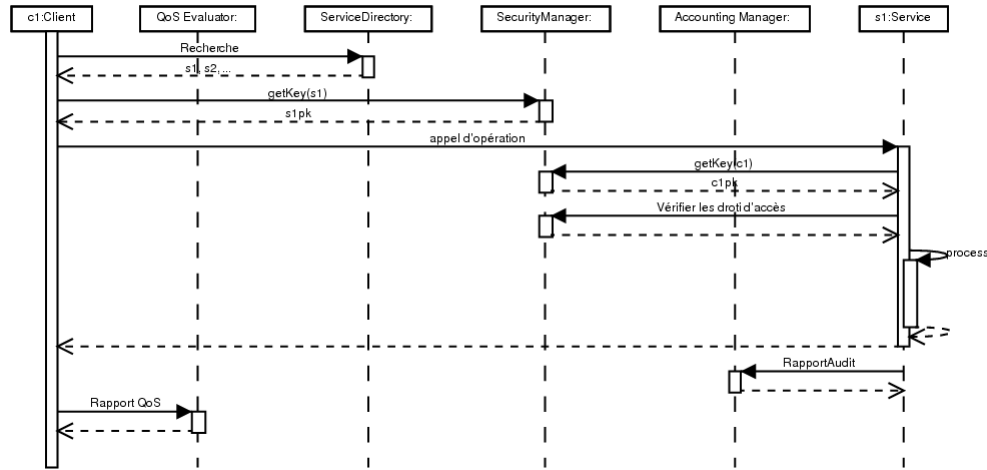 c1:Client
QoS Evaluator:
ServiceDirectory:
SecurityManager:
Accounting Manager:
s1:Service
Recherche
s1, s2, ...
getKey(s1)
s1pk
appel d'opération
getKey(c1)
c1pk
Vérifier les droti d'accès
process
RapportAudit
Rapport QoS